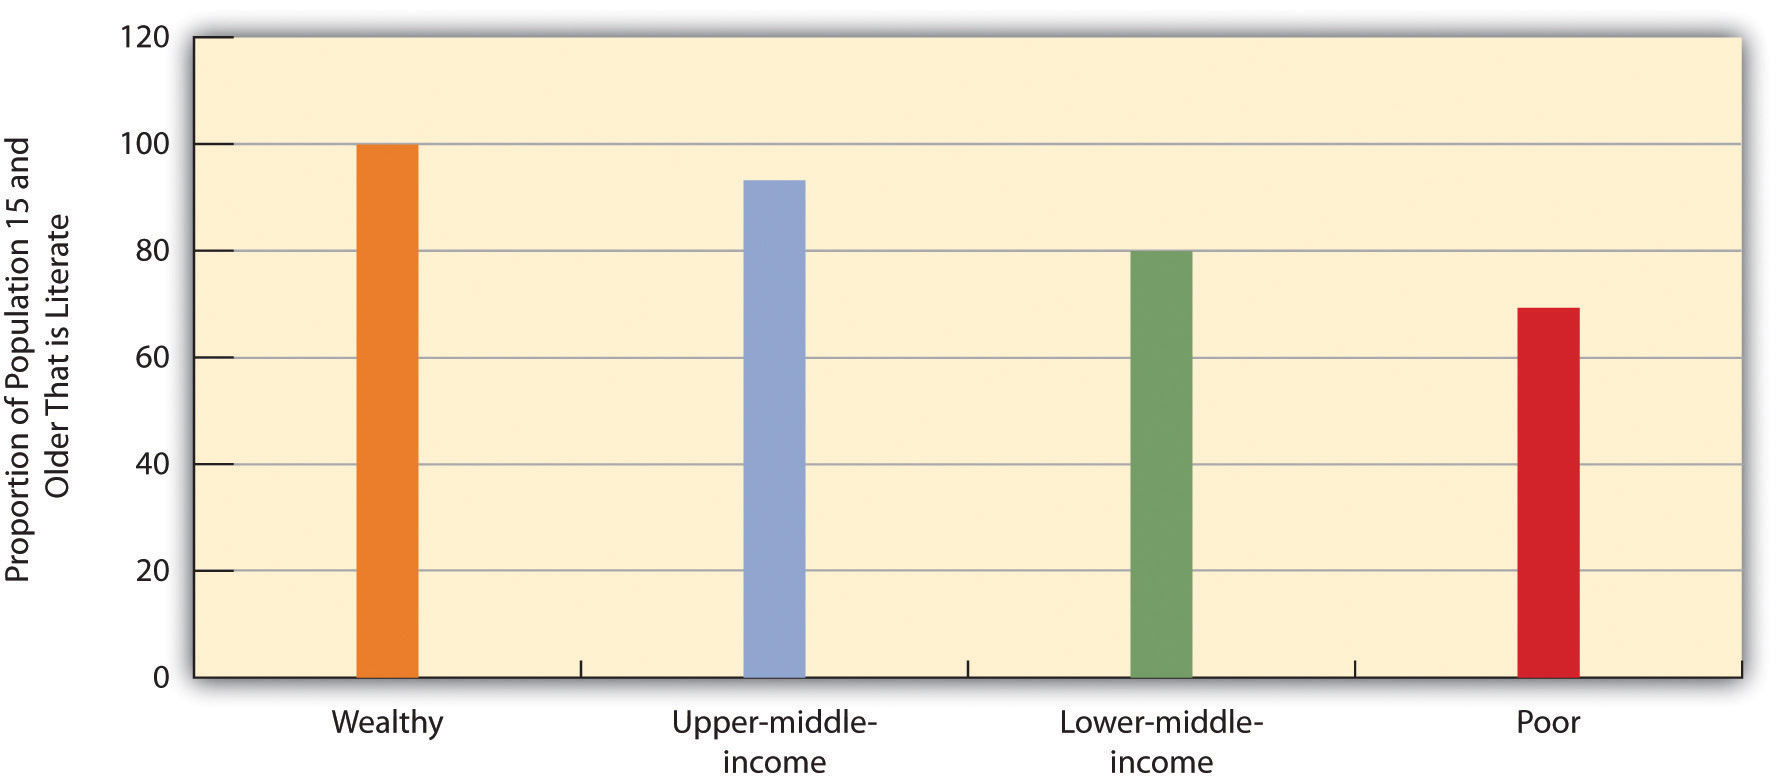 Proportion of Population 15 and
Older That is Literate
120
100
80
60
40
20
0
Wealthy
Upper-middle-
income
Lower-middle-
income
Poor